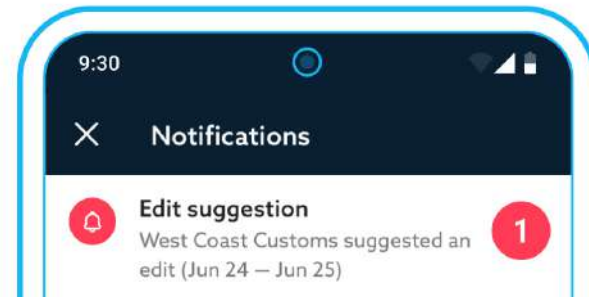 9:30
Notifications
Edit suggestion
West Coast Customs suggested an
edit (Jun 24 — Jun 25)
1